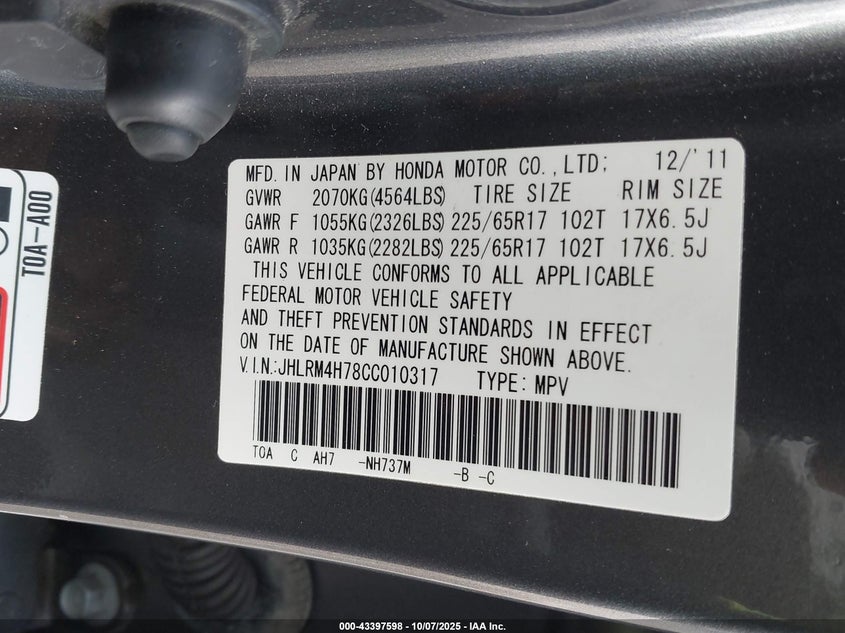 MFD. IN JAPAN BY HONDA MOTOR CO.,LTD; 12/'11
GVWR 2070KG(4564LBS) TIRE SIZE RIM SIZE
GAWR F 1055KG(2326LBS) 225/65R17 102T 17X6.5J
GAWR R 1035KG(2282LBS) 225/65R17 102T 17X6.5J
THIS VEHICLE CONFORMS TO ALL APPLICABLE
FEDERAL MOTOR VEHICLE SAFETY
AND THEFT PREVENTION STANDARDS IN EFFECT
ON THE DATE OF MANUFACTURE SHOWN ABOVE.
V.I.N.:JHLRM4H78CC010317 TYPE: MPV
TOA C AH7 -NH737M -B -C
TOA-A00
000-43397598 - 10/07/2025 - IAA Inc.